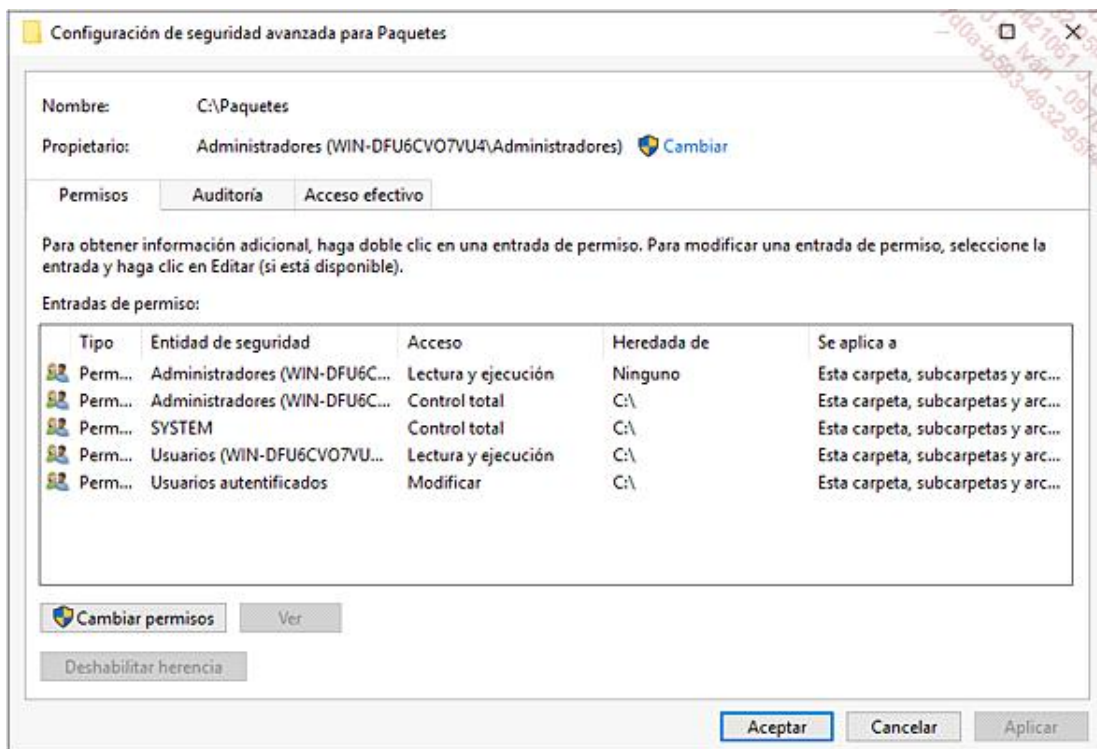 Configuración de seguridad avanzada para Paquetes
Nombre: C:\Paquetes
Propietario: Administradores (WIN-DFU6CVO7VU4\Administradores) Cambiar
Permisos Auditoría Acceso efectivo
Para obtener información adicional, haga doble clic en una entrada de permiso. Para modificar una entrada de permiso, seleccione la
entrada y haga clic en Editar (si está disponible).
Entradas de permiso:
Tipo Entidad de seguridad Acceso Heredada de Se aplica a
Perm... Administradores (WIN-DFU6C... Lectura y ejecución Ninguno Esta carpeta, subcarpetas y arc...
Perm... Administradores (WIN-DFU6C... Control total C:\ Esta carpeta, subcarpetas y arc...
Perm... SYSTEM Control total C:\ Esta carpeta, subcarpetas y arc...
Perm... Usuarios (WIN-DFU6CVO7VU... Lectura y ejecución C:\ Esta carpeta, subcarpetas y arc...
Perm... Usuarios autentificados Modificar C:\ Esta carpeta, subcarpetas y arc...
Cambiar permisos Ver
Deshabilitar herencia
Aceptar Cancelar Aplicar